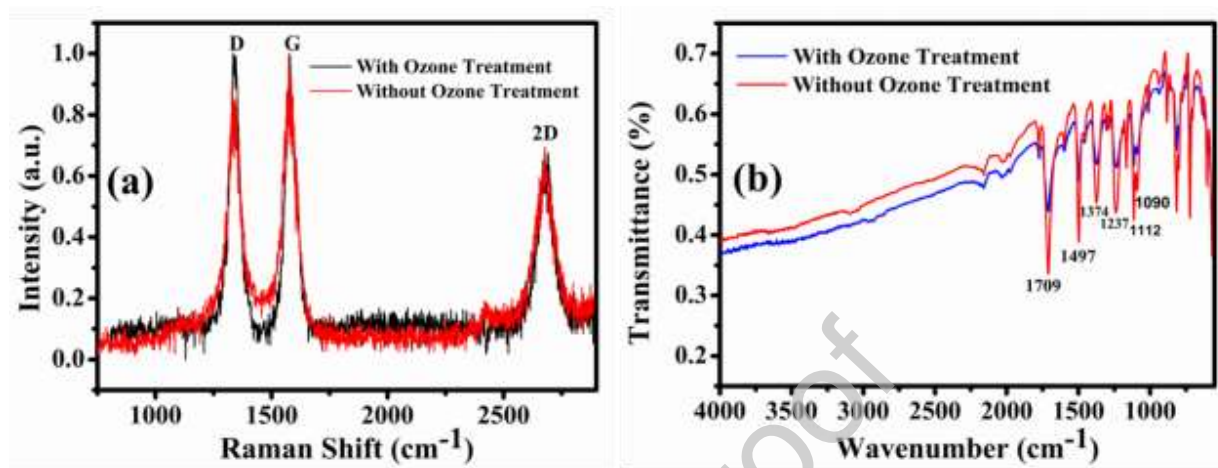 D
G
With Ozone Treatment
Without Ozone Treatment
2D
(a)
Intensity (a.u.)
1.0
0.8
0.6
0.4
0.2
0.0
1000 1500 2000 2500
Raman Shift (cm-1)
With Ozone Treatment
Without Ozone Treatment
(b)
Transmittance (%)
0.7
0.6
0.5
0.4
0.3
0.2
1374
1090
1237
1112
1497
1709
4000 3500 3000 2500 2000 1500 1000
Wavenumber (cm-1)
roof